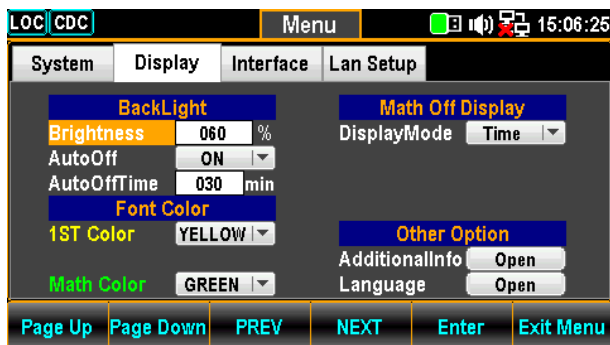 LOC CDC Menu 15:06:25
System Display Interface Lan Setup
BackLight
Brightness 060 %
AutoOff ON
AutoOffTime 030 min
Font Color
1ST Color YELLOW
Math Color GREEN
Math Off Display
DisplayMode Time
Other Option
AdditionalInfo Open
Language Open
Page Up Page Down PREV NEXT Enter Exit Menu